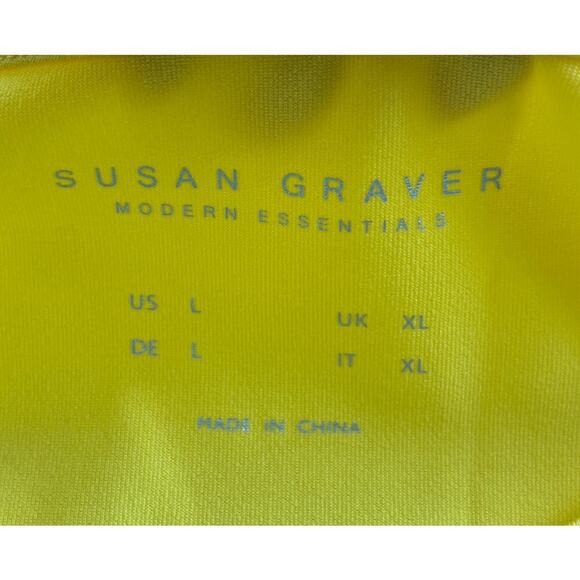 SUSAN GRAVER
MODERN ESSENTIALS
US L UK XL
DE L IT XL
MADE IN CHINA